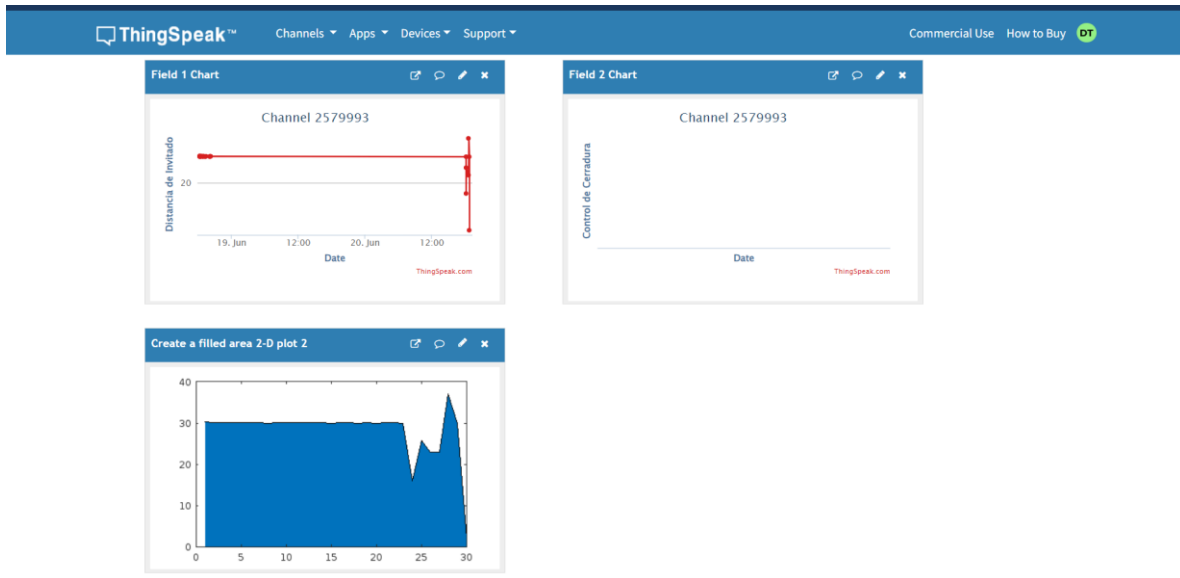 ThingSpeak™ Channels Apps Devices Support Commercial Use How to Buy DT
Field 1 Chart
Channel 2579993
Distancia de Invitado
20
19. Jun 12:00 20. Jun 12:00
Date
ThingSpeak.com
Field 2 Chart
Channel 2579993
Control de Cerradura
Date
ThingSpeak.com
Create a filled area 2-D plot 2
40
30
20
10
0
0 5 10 15 20 25 30